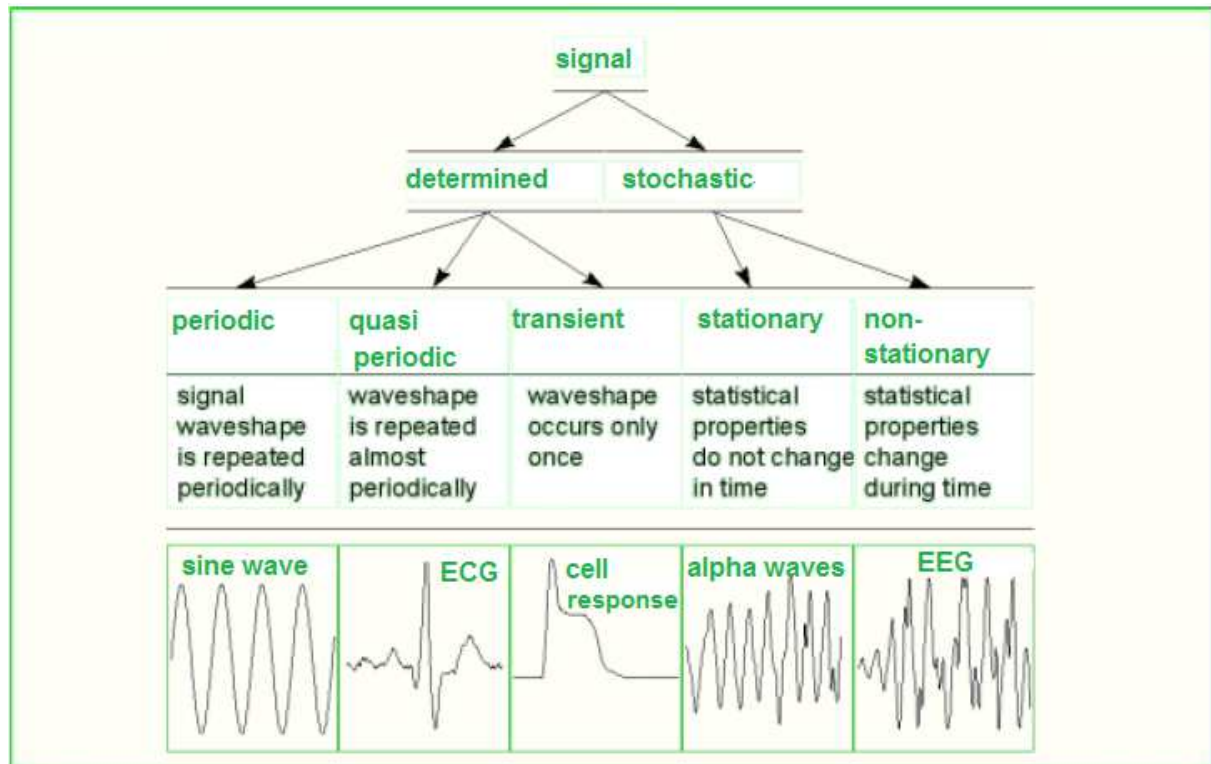 signal
determined
stochastic
periodic
quasi
periodic
transient
stationary
non-
stationary
signal
waveshape
is repeated
periodically
waveshape
is repeated
almost
periodically
waveshape
occurs only
once
statistical
properties
do not change
in time
statistical
properties
change
during time
sine wave
ECG
cell
response
alpha waves
EEG